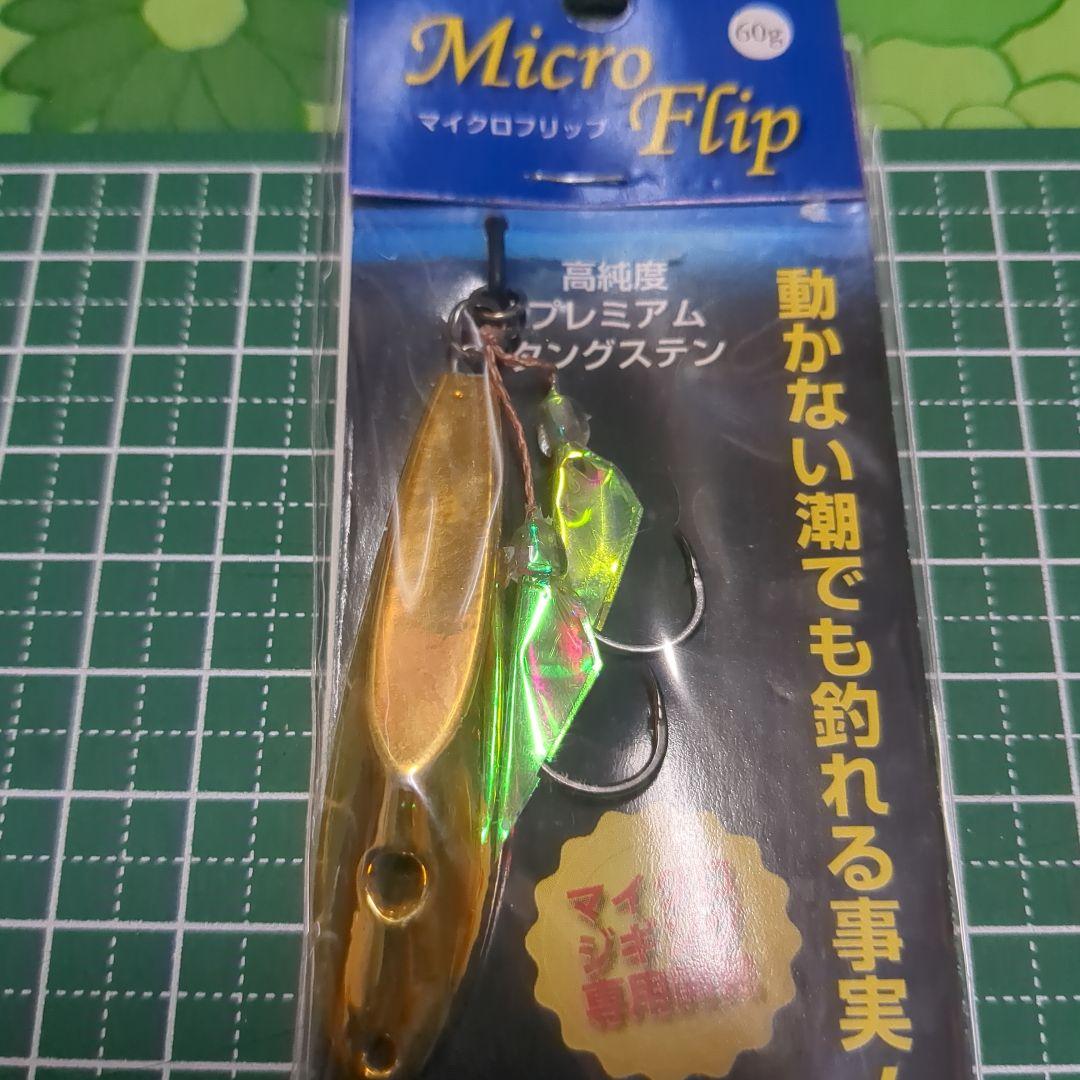 Micro
Flip
マイクロフリップ
60g
高純度
プレミアム
タングステン
動かない潮でも釣れる事実!
マイクロ
ジギ
専用